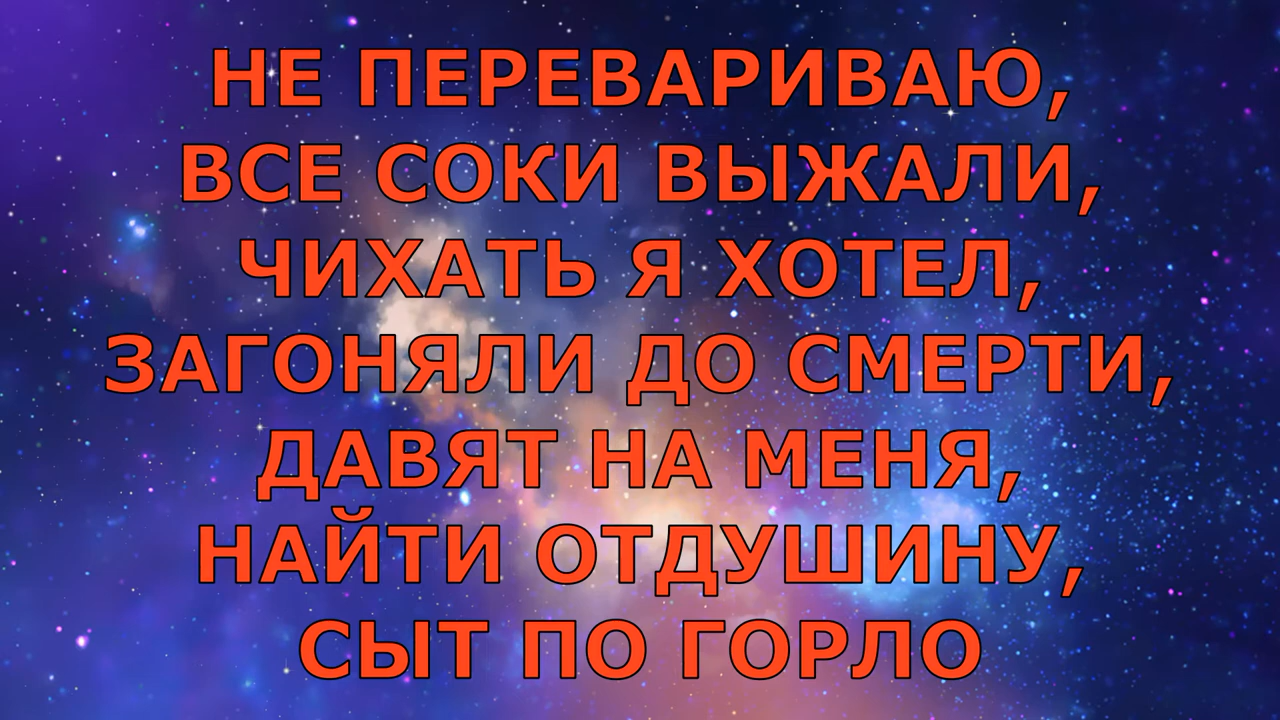 НЕ ПЕРЕВАРИВАЮ,
ВСЕ СОКИ ВЫЖАЛИ,
ЧИХАТЬ Я ХОТЕЛ,
ЗАГОНЯЛИ ДО СМЕРТИ,
ДАВЯТ НА МЕНЯ,
НАЙТИ ОТДУШИНУ,
СЫТ ПО ГОРЛО